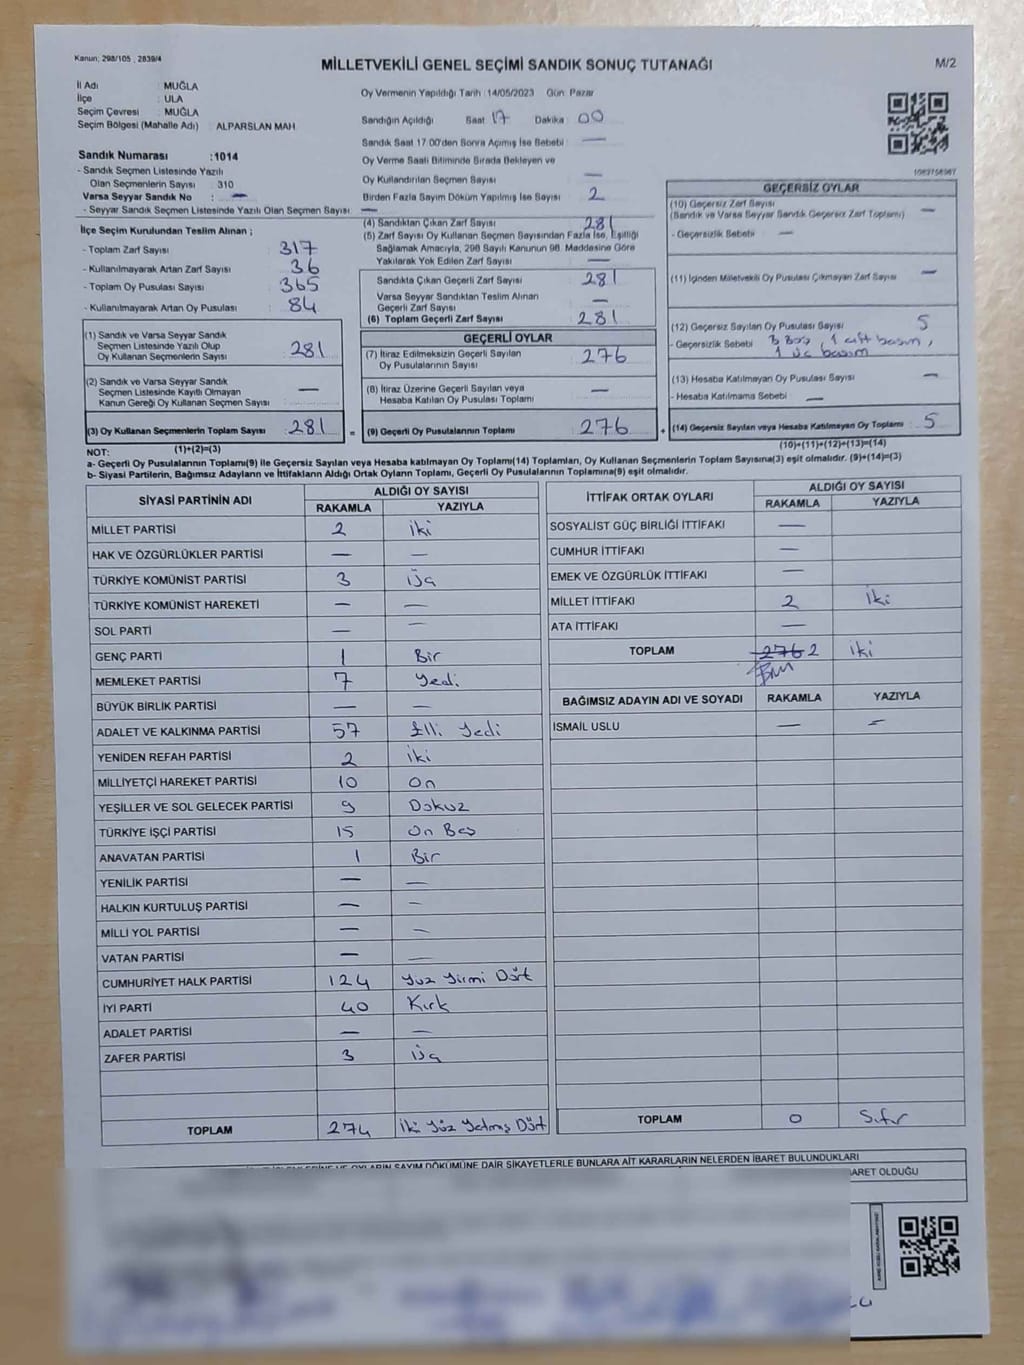 Kanun; 298/105 , 2839/4
MİLLETVEKİLİ GENEL SEÇİMİ SANDIK SONUÇ TUTANAĞI
M/2
İl Adı : MUĞLA
İlçe : ULA
Seçim Çevresi : MUĞLA
Seçim Bölgesi (Mahalle Adı) : ALPARSLAN MAH.
Sandık Numarası :1014
- Sandık Seçmen Listesinde Yazılı
Olan Seçmenlerin Sayısı : 310
Varsa Seyyar Sandık No : —
- Seyyar Sandık Seçmen Listesinde Yazılı Olan Seçmen Sayısı —
İlçe Seçim Kurulundan Teslim Alınan ;
- Toplam Zarf Sayısı : 317
- Kullanılmayarak Artan Zarf Sayısı : 36
- Toplam Oy Pusulası Sayısı : 365
- Kullanılmayarak Artan Oy Pusulası : 84
(1) Sandık ve Varsa Seyyar Sandık
Seçmen Listesinde Yazılı Olup
Oy Kullanan Seçmenlerin Sayısı 281
(2) Sandık ve Varsa Seyyar Sandık
Seçmen Listesinde Kayıtlı Olmayan
Kanun Gereği Oy Kullanan Seçmen Sayısı —
(3) Oy Kullanan Seçmenlerin Toplam Sayısı 281 =
(1)+(2)=(3)
Oy Vermenin Yapıldığı Tarih :14/05/2023 Gün: Pazar
Sandığın Açıldığı Saat 17 Dakika : 00
Sandık Saat 17.00'den Sonra Açımış İse Sebebi : —
Oy Verme Saati Bitiminde Sırada Bekleyen ve
Oy Kullandırılan Seçmen Sayısı : —
Birden Fazla Sayım Döküm Yapılmış İse Sayısı : 2
(4) Sandıktan Çıkan Zarf Sayısı : 281
(5) Zarf Sayısı Oy Kullanan Seçmen Sayısından Fazla İse, Eşitliği
Sağlamak Amacıyla, 298 Sayılı Kanunun 98. Maddesine Göre
Yakılarak Yok Edilen Zarf Sayısı : —
Sandıkta Çıkan Geçerli Zarf Sayısı : 281
Varsa Seyyar Sandıktan Teslim Alınan
Geçerli Zarf Sayısı : —
(6) Toplam Geçerli Zarf Sayısı : 281
GEÇERLİ OYLAR
(7) İtiraz Edilmeksizin Geçerli Sayılan
Oy Pusulalarının Sayısı : 276
(8) İtiraz Üzerine Geçerli Sayılan veya
Hesaba Katılan Oy Pusulası Toplamı : —
(9) Geçerli Oy Pusulalarının Toplamı : 276 +
1083758967
GEÇERSİZ OYLAR
(10) Geçersiz Zarf Sayısı
(Sandık ve Varsa Seyyar Sandık Geçersiz Zarf Toplamı) —
- Geçersizlik Sebebi : —
(11) İçinden Milletvekili Oy Pusulası Çıkmayan Zarf Sayısı —
(12) Geçersiz Sayılan Oy Pusulası Sayısı 5
- Geçersizlik Sebebi 3 Boş , 1 çift basım ,
1 üç basım
(13) Hesaba Katılmayan Oy Pusulası Sayısı —
- Hesaba Katılmama Sebebi : —
(14) Geçersiz Sayılan veya Hesaba Katılmayan Oy Toplamı : 5
(10)+(11)+(12)+(13)=(14)
NOT:
a- Geçerli Oy Pusulalarının Toplamı(9) ile Geçersiz Sayılan veya Hesaba katılmayan Oy Toplamı(14) Toplamları, Oy Kullanan Seçmenlerin Toplam Sayısına(3) eşit olmalıdır. (9)+(14)=(3)
b- Siyasi Partilerin, Bağımsız Adayların ve İttifakların Aldığı Ortak Oyların Toplamı, Geçerli Oy Pusulalarının Toplamına(9) eşit olmalıdır.
SİYASİ PARTİNİN ADI ALDIĞI OY SAYISI
RAKAMLA YAZIYLA
MİLLET PARTİSİ 2 iki
HAK VE ÖZGÜRLÜKLER PARTİSİ — —
TÜRKİYE KOMÜNİST PARTİSİ 3 üç
TÜRKİYE KOMÜNİST HAREKETİ — —
SOL PARTİ — —
GENÇ PARTİ 1 Bir
MEMLEKET PARTİSİ 7 Yedi
BÜYÜK BİRLİK PARTİSİ — —
ADALET VE KALKINMA PARTİSİ 57 Elli Yedi
YENİDEN REFAH PARTİSİ 2 iki
MİLLİYETÇİ HAREKET PARTİSİ 10 On
YEŞİLLER VE SOL GELECEK PARTİSİ 9 Dokuz
TÜRKİYE İŞÇİ PARTİSİ 15 On Beş
ANAVATAN PARTİSİ 1 Bir
YENİLİK PARTİSİ — —
HALKIN KURTULUŞ PARTİSİ — —
MİLLİ YOL PARTİSİ — —
VATAN PARTİSİ — —
CUMHURİYET HALK PARTİSİ 124 Yüz Yirmi Dört
İYİ PARTİ 40 Kırk
ADALET PARTİSİ — —
ZAFER PARTİSİ 3 üç
TOPLAM 274 İki Yüz Yetmiş Dört
İTTİFAK ORTAK OYLARI ALDIĞI OY SAYISI
RAKAMLA YAZIYLA
SOSYALİST GÜÇ BİRLİĞİ İTTİFAKI —
CUMHUR İTTİFAKI —
EMEK VE ÖZGÜRLÜK İTTİFAKI —
MİLLET İTTİFAKI 2 iki
ATA İTTİFAKI —
TOPLAM 276 2 iki
BAĞIMSIZ ADAYIN ADI VE SOYADI RAKAMLA YAZIYLA
İSMAİL USLU — —
TOPLAM 0 Sıfır
OYLARIN SAYIM DÖKÜMÜNE DAİR ŞİKAYETLERLE BUNLARA AİT KARARLARIN NELERDEN İBARET BULUNDUKLARI
BARET OLDUĞU